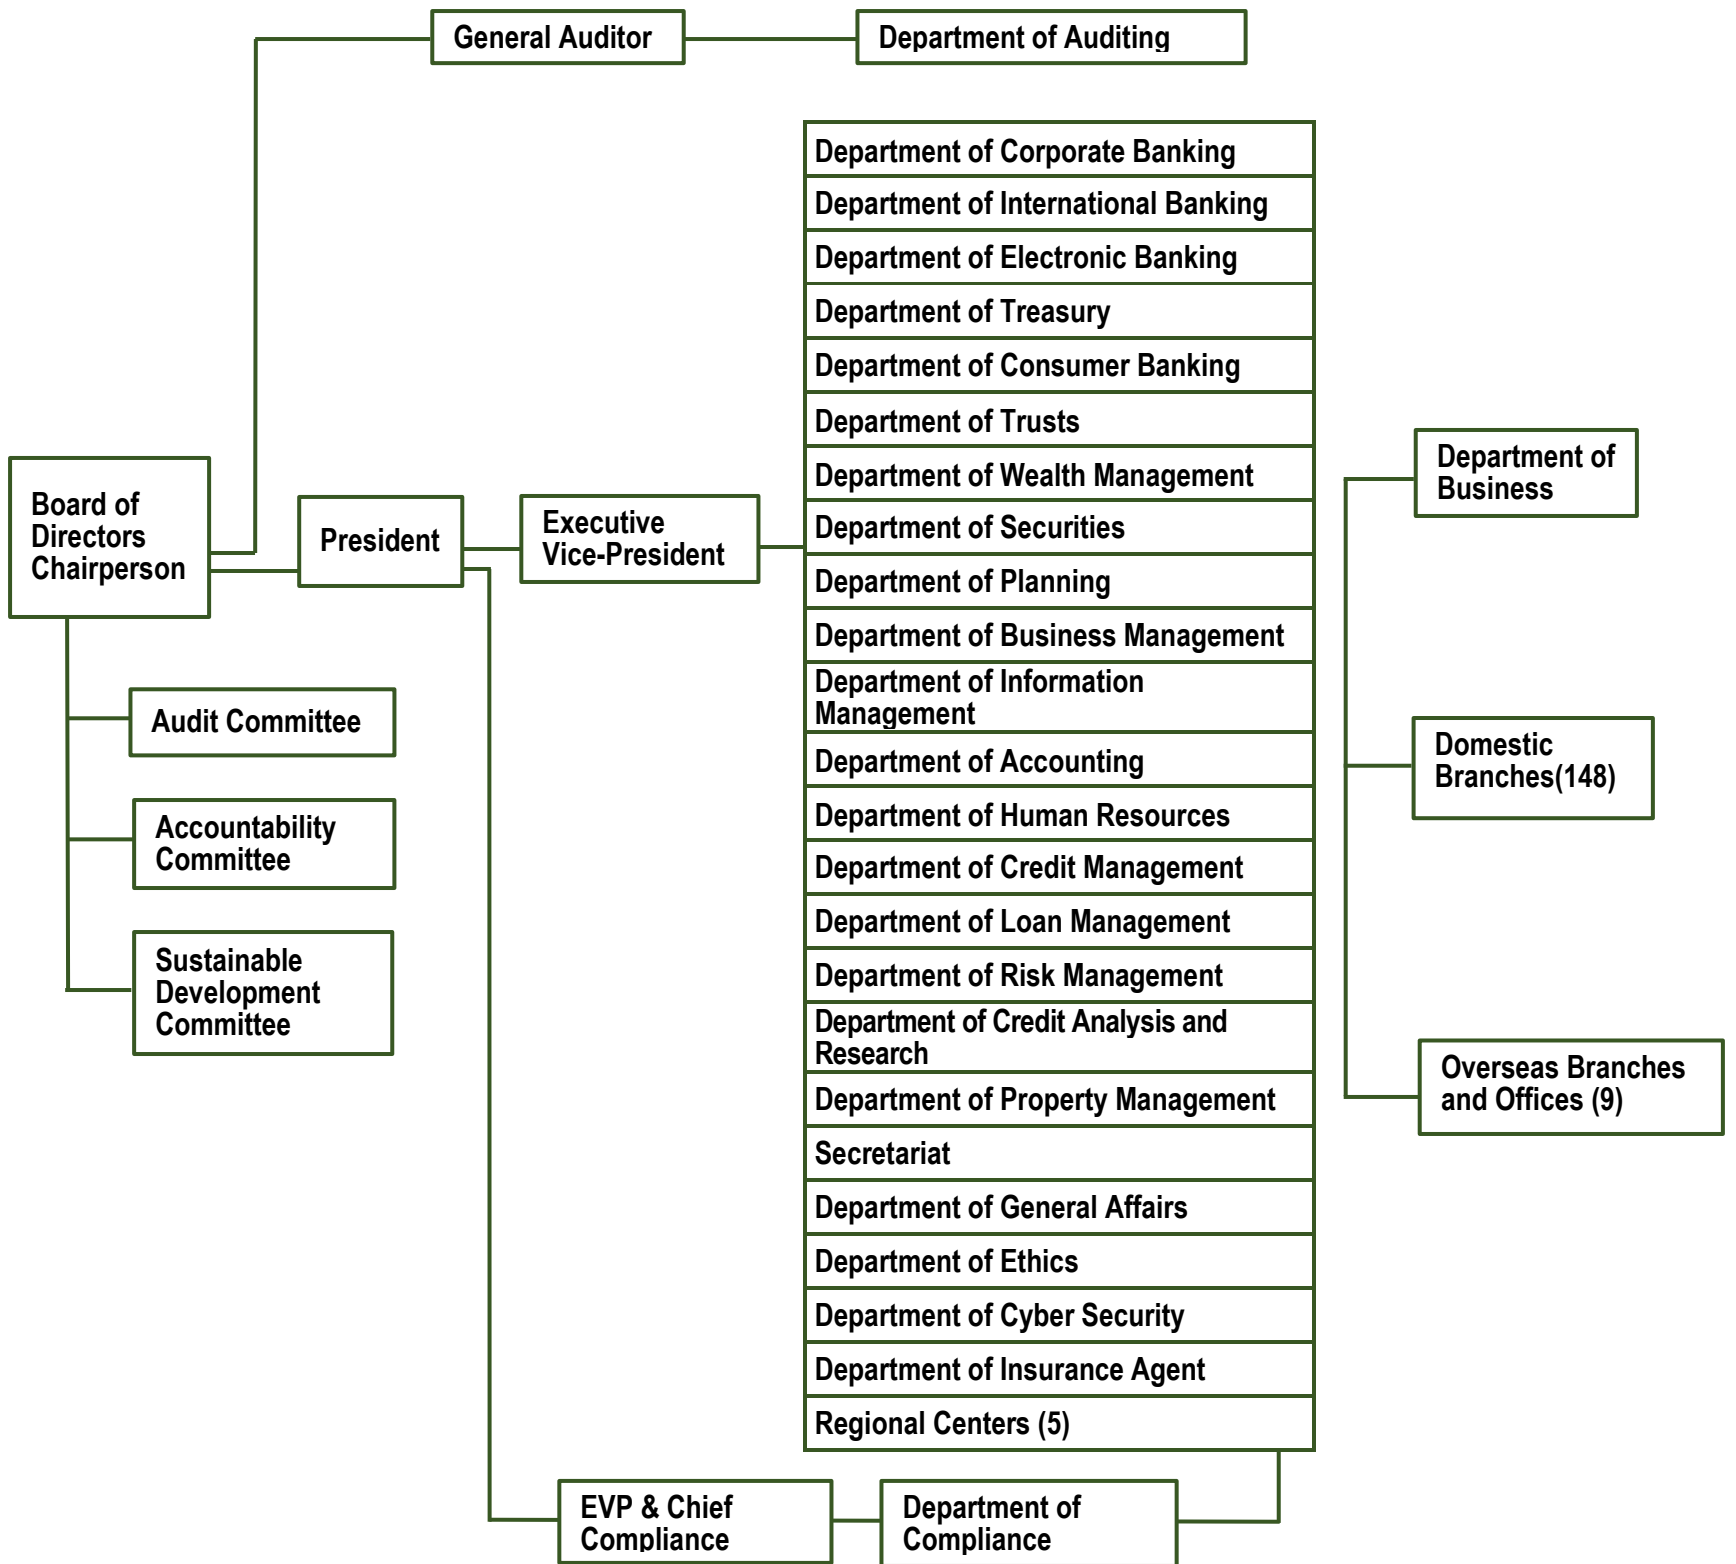 General Auditor
Department of Auditing
Department of Corporate Banking
Department of International Banking
Department of Electronic Banking
Department of Treasury
Department of Consumer Banking
Department of Trusts
Department of Wealth Management
Department of Securities
Department of Planning
Department of Business Management
Department of Information
Management
Department of Accounting
Department of Human Resources
Department of Credit Management
Department of Loan Management
Department of Risk Management
Department of Credit Analysis and
Research
Department of Property Management
Secretariat
Department of General Affairs
Department of Ethics
Department of Cyber Security
Department of Insurance Agent
Regional Centers (5)
Board of
Directors
Chairperson
President
Executive
Vice-President
Audit Committee
Accountability
Committee
Sustainable
Development
Committee
EVP & Chief
Compliance
Department of
Compliance
Department of
Business
Domestic
Branches(148)
Overseas Branches
and Offices (9)